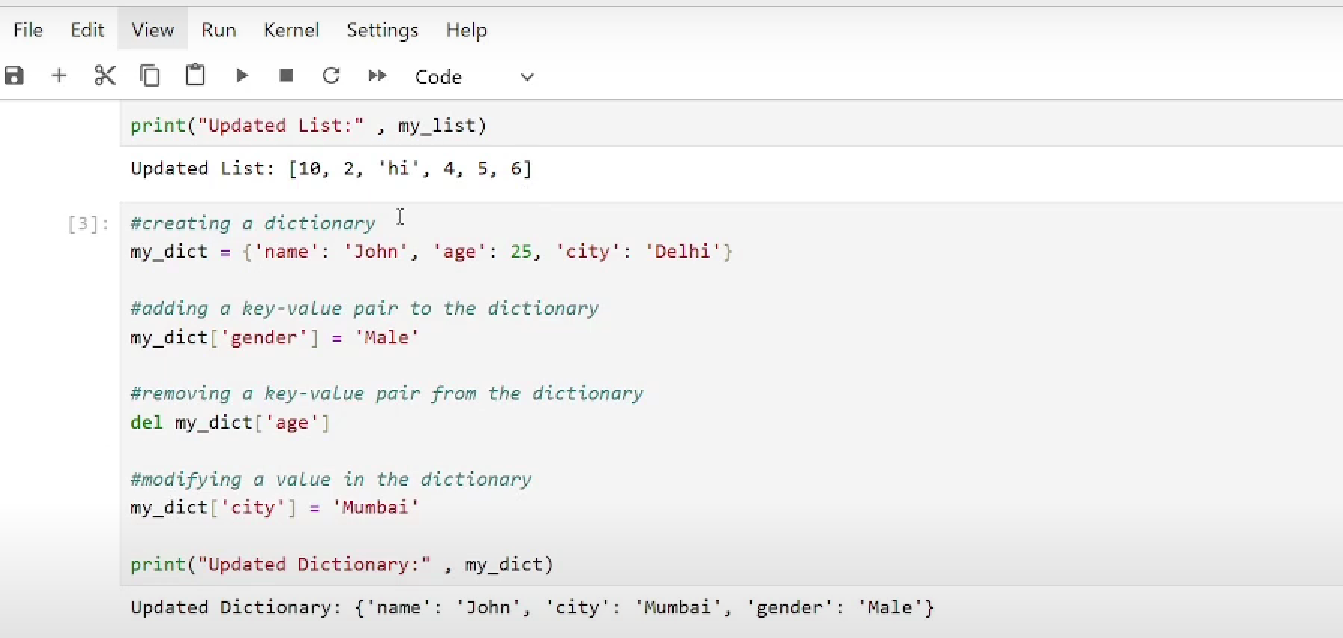 File Edit View Run Kernel Settings Help
Code
print("Updated List:" , my_list)
Updated List: [10, 2, 'hi', 4, 5, 6]
[3]: #creating a dictionary
my_dict = {'name': 'John', 'age': 25, 'city': 'Delhi'}
#adding a key-value pair to the dictionary
my_dict['gender'] = 'Male'
#removing a key-value pair from the dictionary
del my_dict['age']
#modifying a value in the dictionary
my_dict['city'] = 'Mumbai'
print("Updated Dictionary:" , my_dict)
Updated Dictionary: {'name': 'John', 'city': 'Mumbai', 'gender': 'Male'}